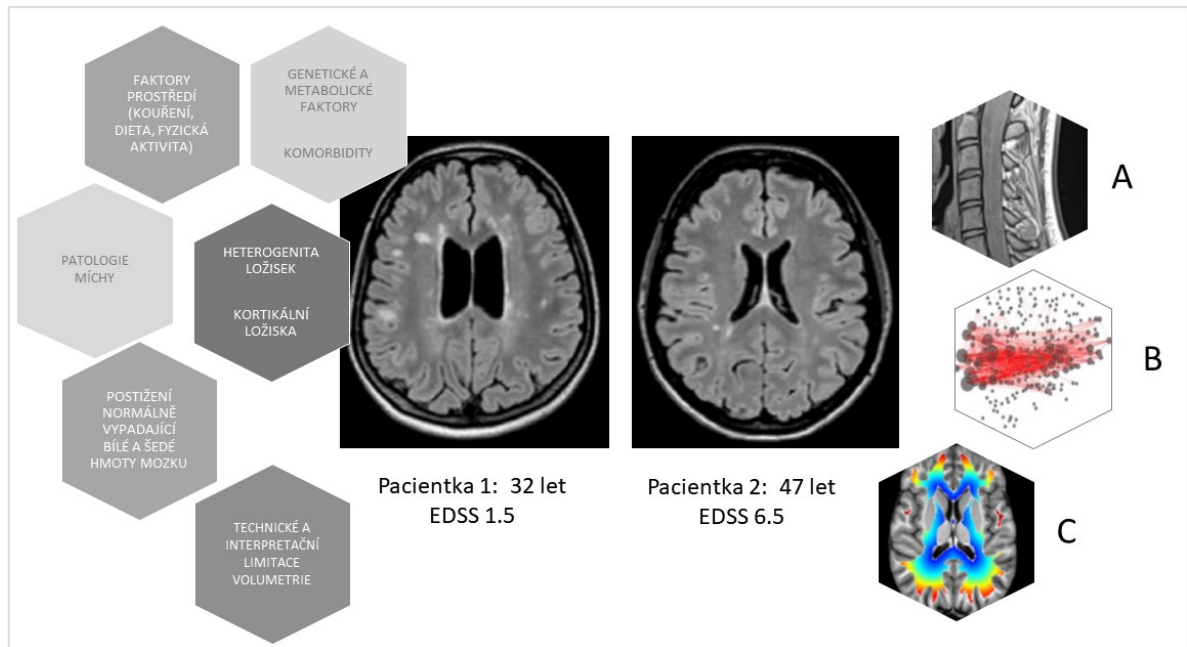 FAKTORY
PROSTŘEDÍ
(KOUŘENÍ,
DIETA, FYZICKÁ
AKTIVITA)
GENETICKÉ A
METABOLICKÉ
FAKTORY
KOMORBIDITY
PATOLOGIE
MÍCHY
HETEROGENITA
LOŽISEK
KORTIKÁLNÍ
LOŽISKA
POSTIŽENÍ
NORMÁLNĚ
VYPADAJÍCÍ
BÍLÉ A ŠEDÉ
HMOTY MOZKU
TECHNICKÉ A
INTERPRETAČNÍ
LIMITACE
VOLUMETRIE
Pacientka 1: 32 let
EDSS 1.5
Pacientka 2: 47 let
EDSS 6.5
A
B
C